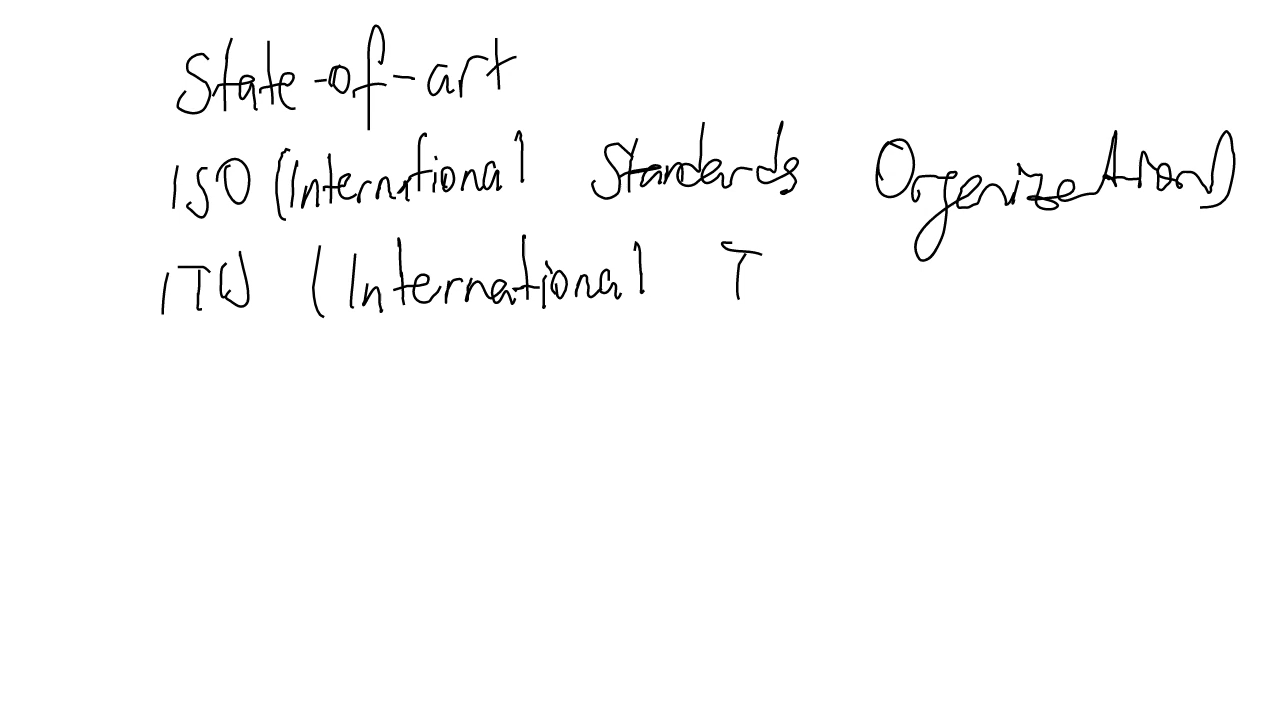 State-of-art
ISO (International Standards Organization)
ITU (International T